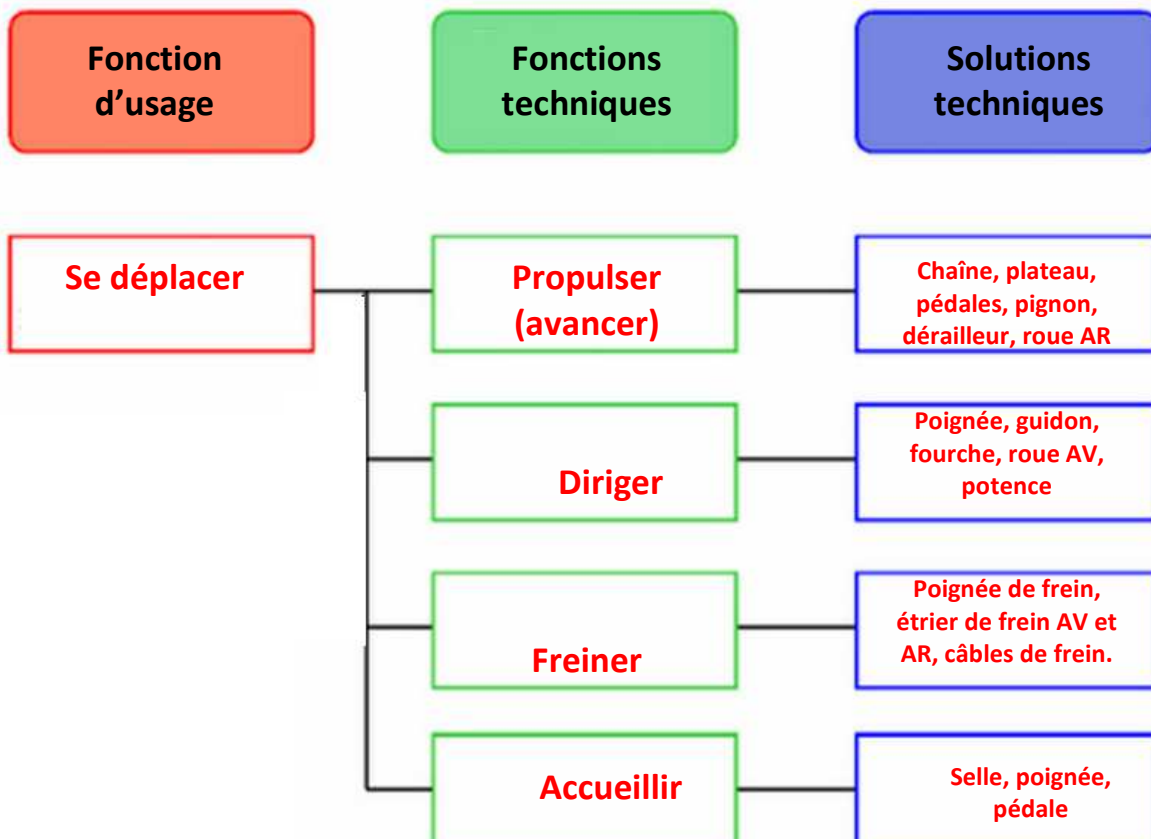 Fonction
d’usage
Fonctions
techniques
Solutions
techniques
Se déplacer
Propulser
(avancer)
Chaîne, plateau,
pédales, pignon,
dérailleur, roue AR
Diriger
Poignée, guidon,
fourche, roue AV,
potence
Freiner
Poignée de frein,
étrier de frein AV et
AR, câbles de frein.
Accueillir
Selle, poignée,
pédale